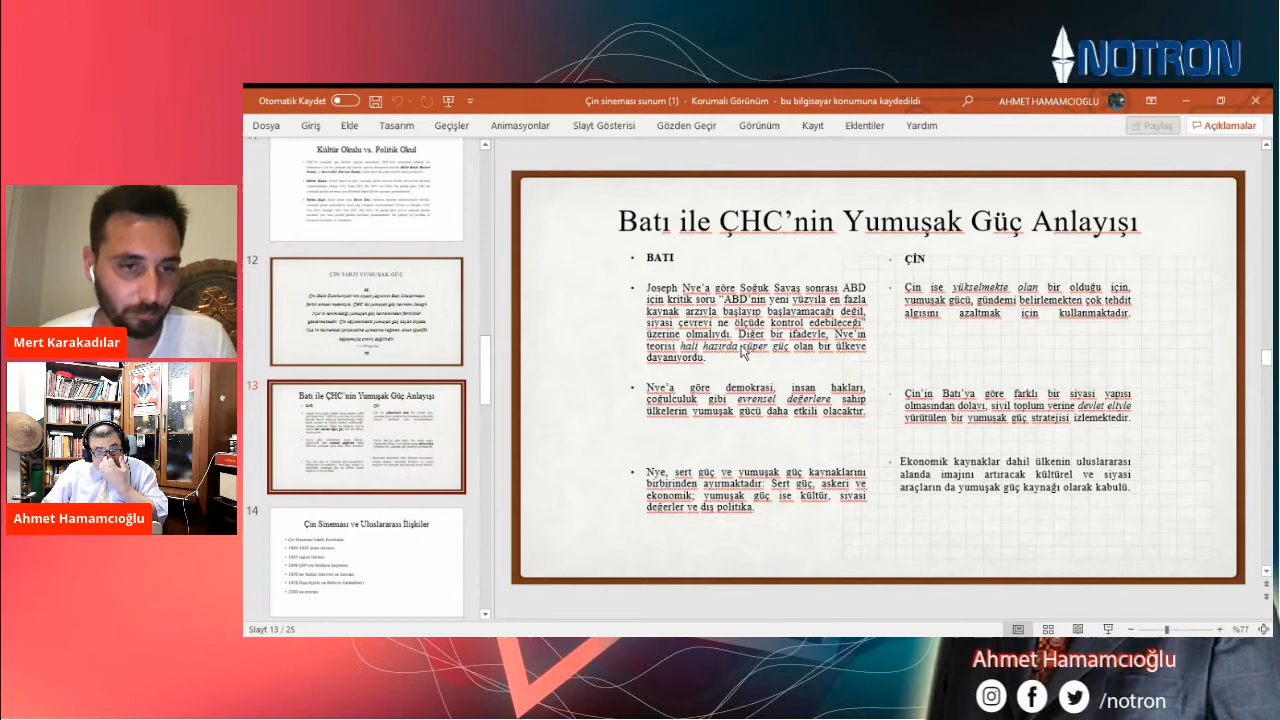 NOTRON
Otomatik Kaydet
Çin sineması sunum (1) - Korumalı Görünüm - bu bilgisayar konumuna kaydedildi
AHMET HAMAMCIOGLU
Dosya Giriş Ekle Tasarım Geçişler Animasyonlar Slayt Gösterisi Gözden Geçir Görünüm Kayıt Eklentiler Yardım
Paylaş
Açıklamalar
Kültür Okulu vs. Politik Okul
12
ÇİN TARZI YUMUŞAK GÜÇ
13
Batı ile ÇHC'nin Yumuşak Güç Anlayışı
14
Çin Sineması ve Uluslararası İlişkiler
Batı ile ÇHC'nin Yumuşak Güç Anlayışı
• BATI
• Joseph Nye'a göre Soğuk Savaş sonrası ABD
için kritik soru "ABD'nin yeni yüzyıla en fazla
kaynak arzıyla başlayıp başlamayacağı değil,
siyasi çevreyi ne ölçüde kontrol edebileceği"
üzerine olmalıydı. Diğer bir ifadeyle, Nye'ın
teorisi hali hazırda süper güç olan bir ülkeye
dayanıyordu.
• Nye'a göre demokrasi, insan hakları,
çoğulculuk gibi evrensel değerlere sahip
ülkelerin yumuşak gücü daha etkili olacaktır.
• Nye, sert güç ve yumuşak güç kaynaklarını
birbirinden ayırmaktadır: Sert güç, askeri ve
ekonomik; yumuşak güç ise kültür, siyasi
değerler ve dış politika.
• ÇİN
• Çin ise yükselmekte olan bir olduğu için,
yumuşak gücü, gündemi belirlemekten çok tehdit
algısını azaltmak için kullanmaktadır.
• Çin'in Batı'ya göre farklı bir siyasi yapısı
olmasından dolayı, sivil toplum yerine devlet eliyle
yürütülen bir yumuşak güç stratejisi izlemektedir.
• Ekonomik kaynaklar dahil ülkenin uluslararası
alanda imajını artıracak kültürel ve siyasi
araçların da yumuşak güç kaynağı olarak kabulü.
Mert Karakadılar
Ahmet Hamamcıoğlu
Slayt 13 / 25
%77
Ahmet Hamamcıoğlu
/notron